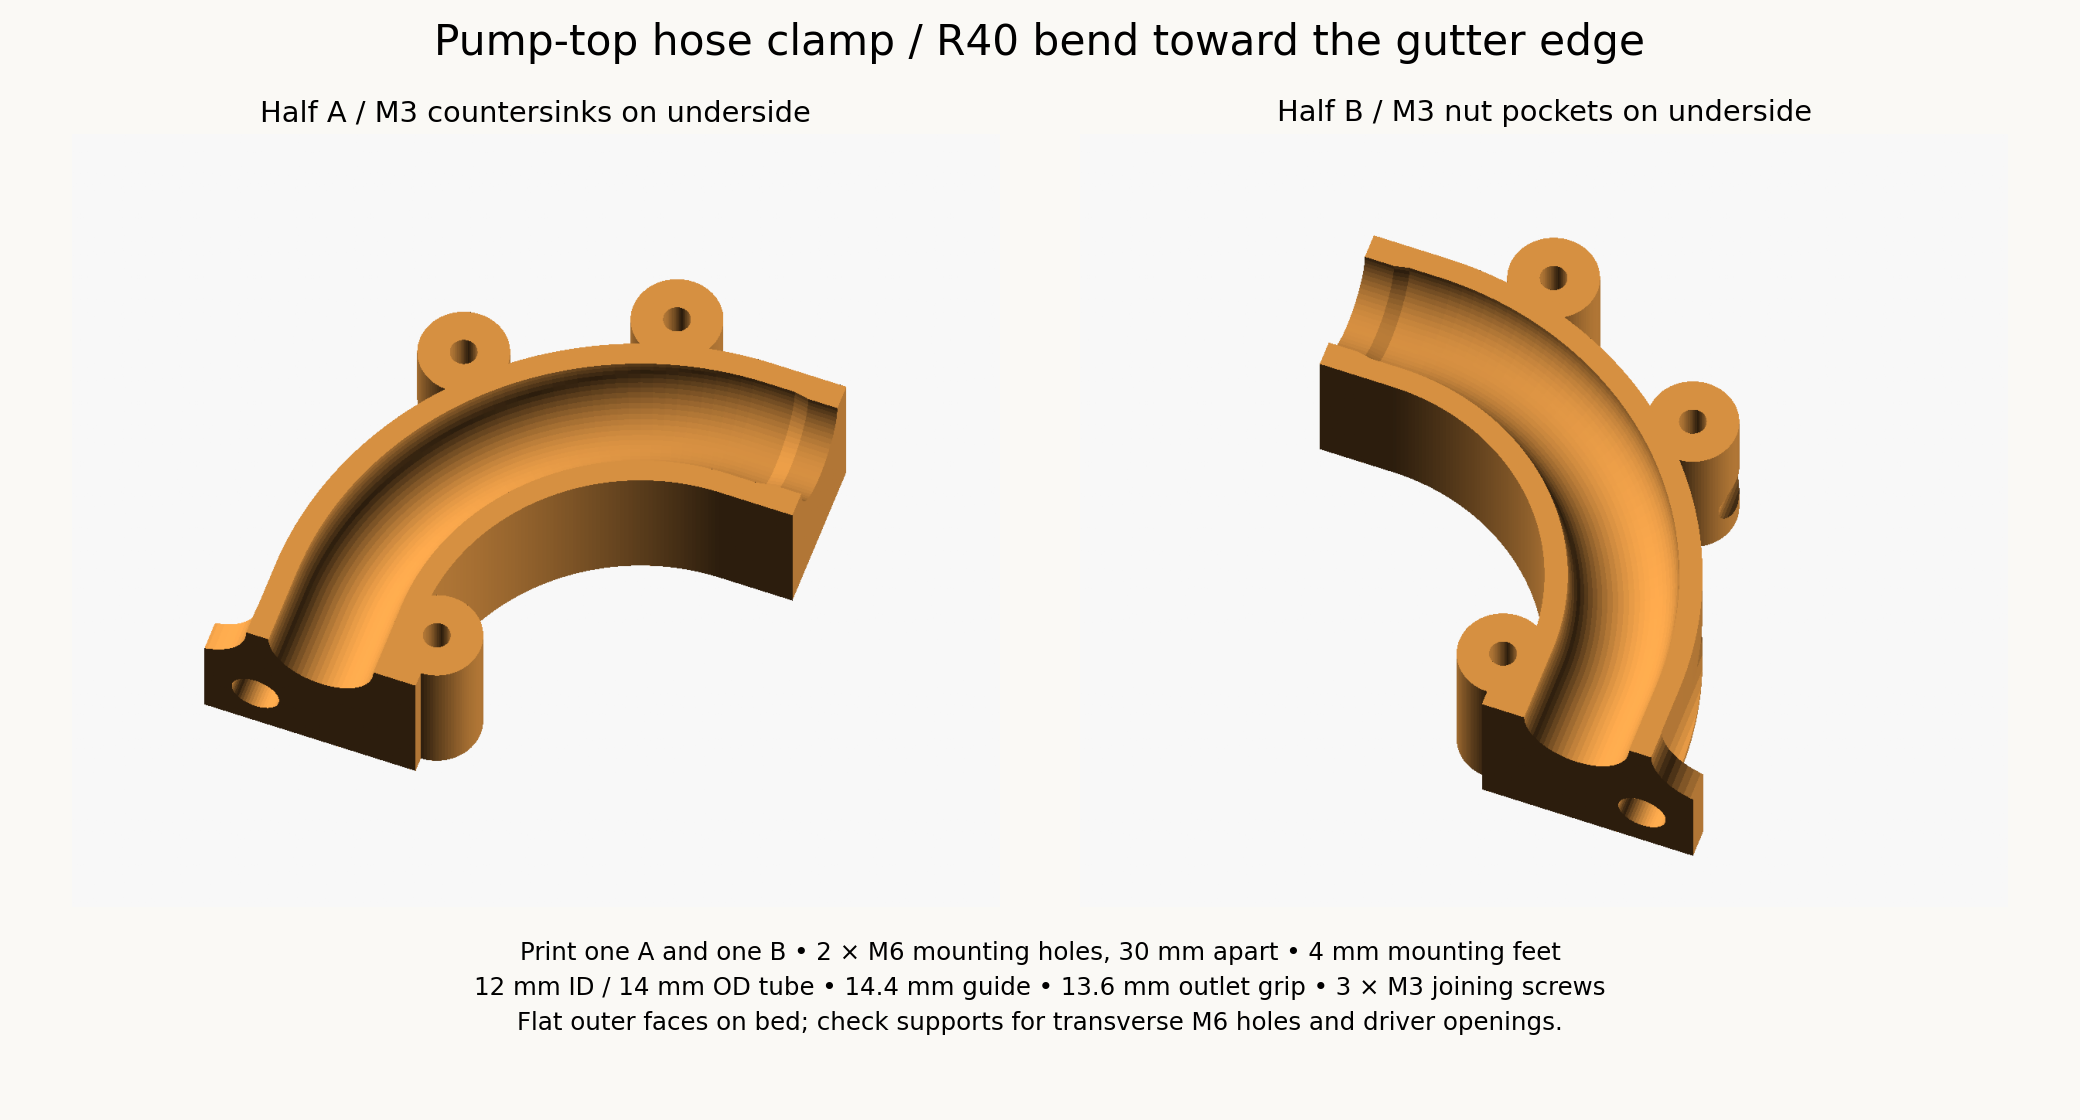 Pump-top hose clamp / R40 bend toward the gutter edge
Half A / M3 countersinks on underside
Half B / M3 nut pockets on underside
Print one A and one B • 2 × M6 mounting holes, 30 mm apart • 4 mm mounting feet
12 mm ID / 14 mm OD tube • 14.4 mm guide • 13.6 mm outlet grip • 3 × M3 joining screws
Flat outer faces on bed; check supports for transverse M6 holes and driver openings.